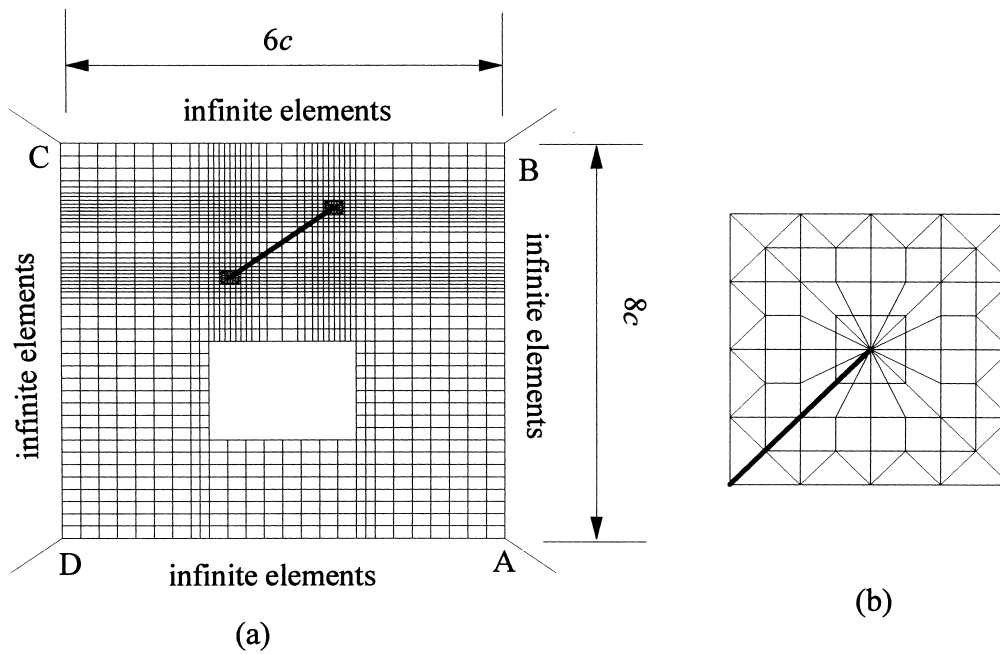 6c
infinite elements
C
B
infinite elements
infinite elements
8c
D
A
infinite elements
(a)
(b)